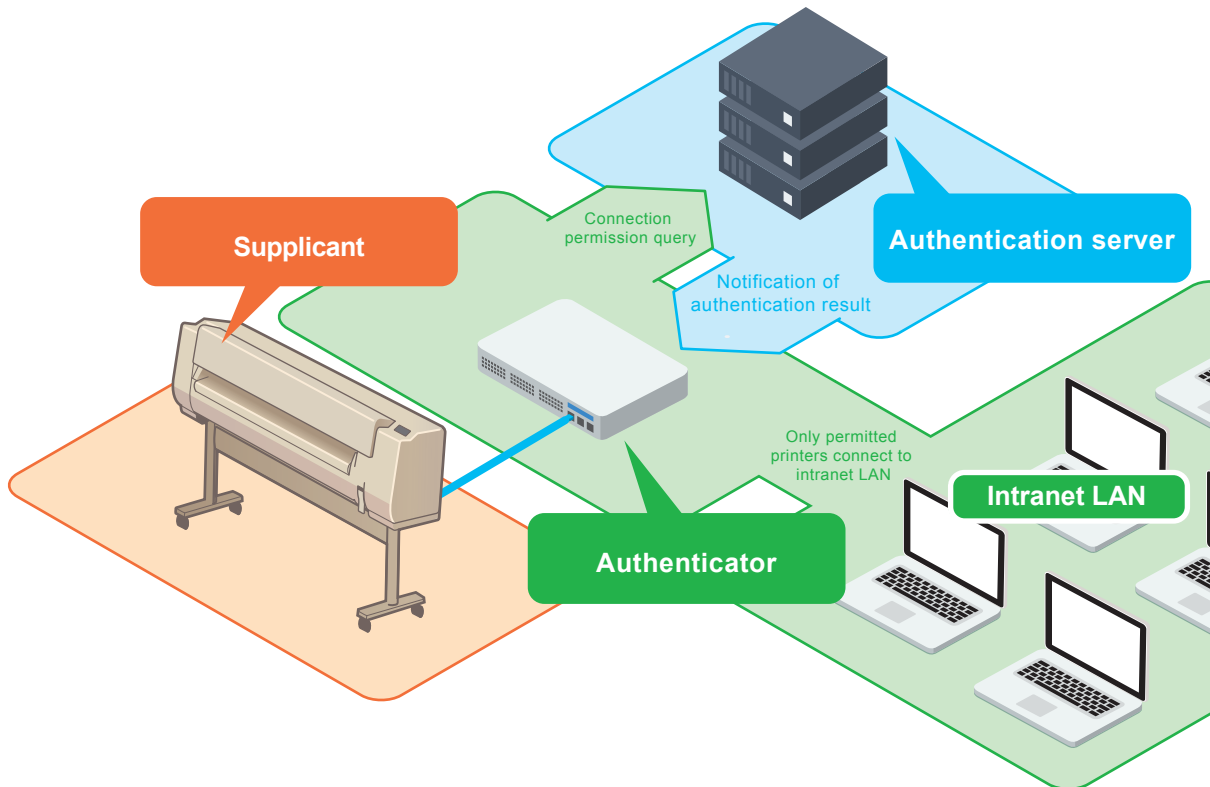 Connection
permission query
Supplicant
Authentication server
Notification of
authentication result
Only permitted
printers connect to
intranet LAN
Intranet LAN
Authenticator